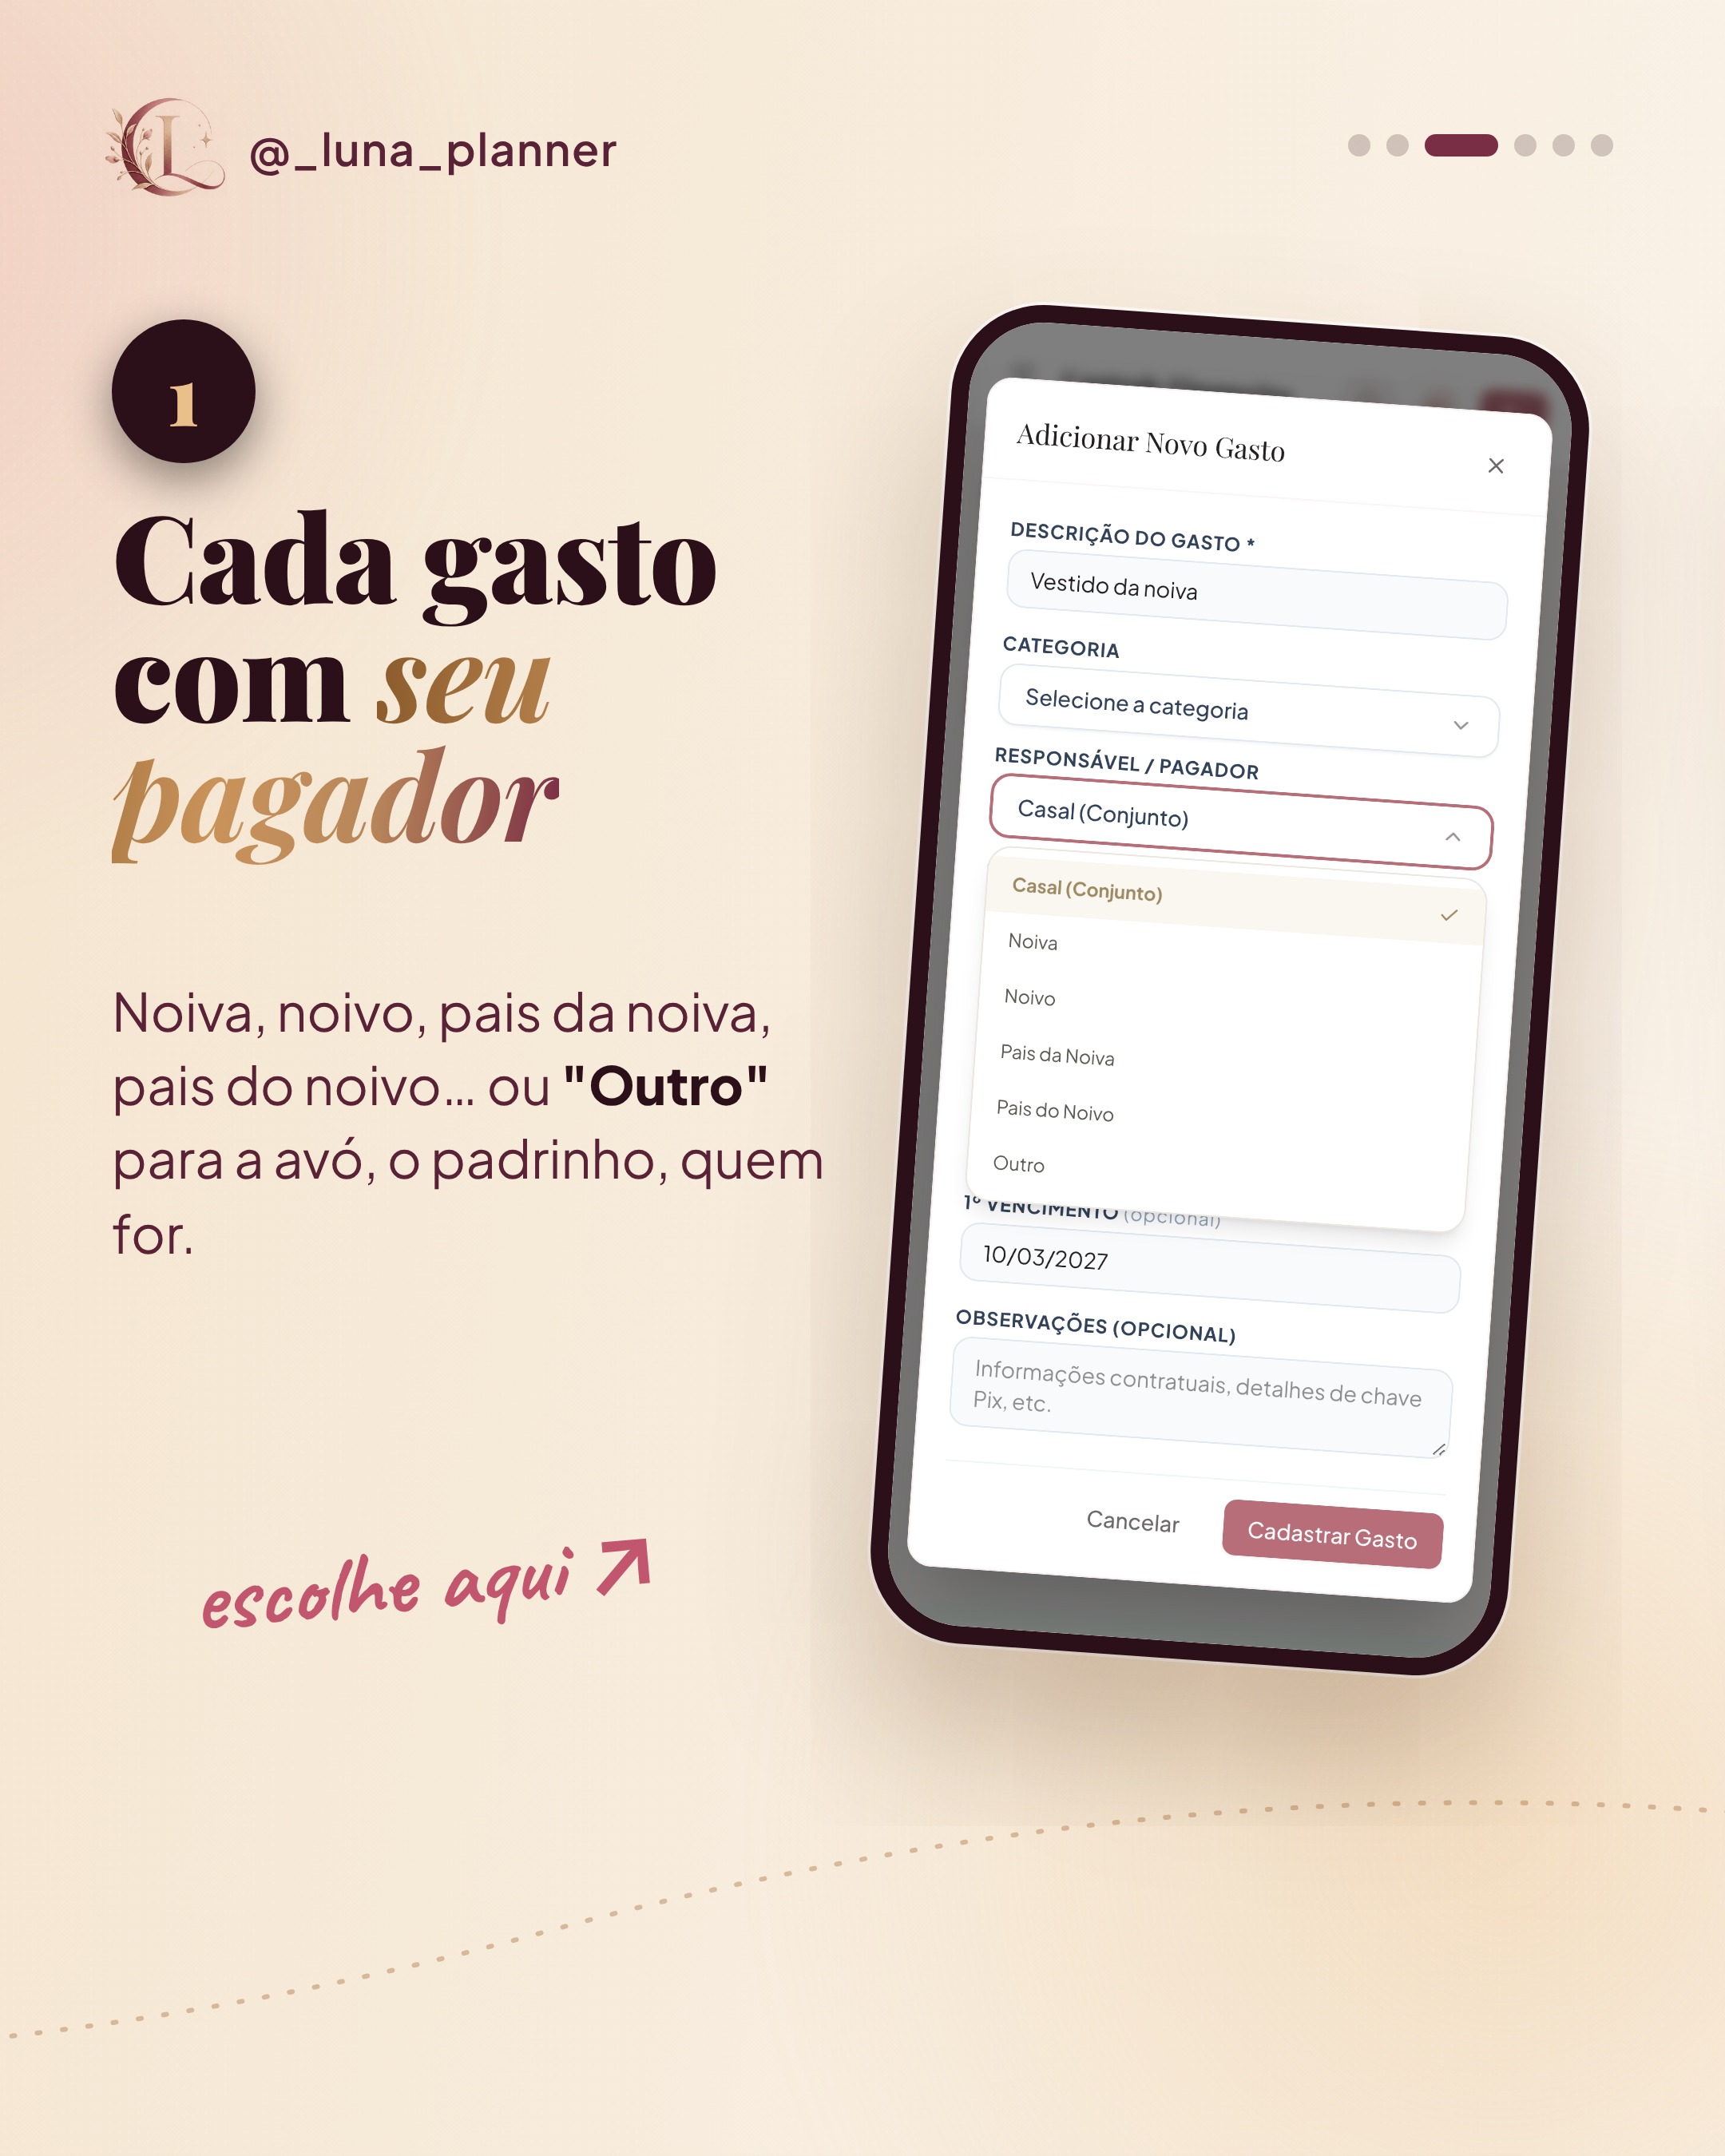 L
@_luna_planner
1
Cada gasto
com seu
pagador
Noiva, noivo, pais da noiva,
pais do noivo... ou "Outro"
para a avó, o padrinho, quem
for.
escolhe aqui
Adicionar Novo Gasto
DESCRIÇÃO DO GASTO *
Vestido da noiva
CATEGORIA
Selecione a categoria
RESPONSÁVEL / PAGADOR
Casal (Conjunto)
Casal (Conjunto)
Noiva
Noivo
Pais da Noiva
Pais do Noivo
Outro
1º VENCIMENTO (opcional)
10/03/2027
OBSERVAÇÕES (OPCIONAL)
Informações contratuais, detalhes de chave
Pix, etc.
Cancelar
Cadastrar Gasto